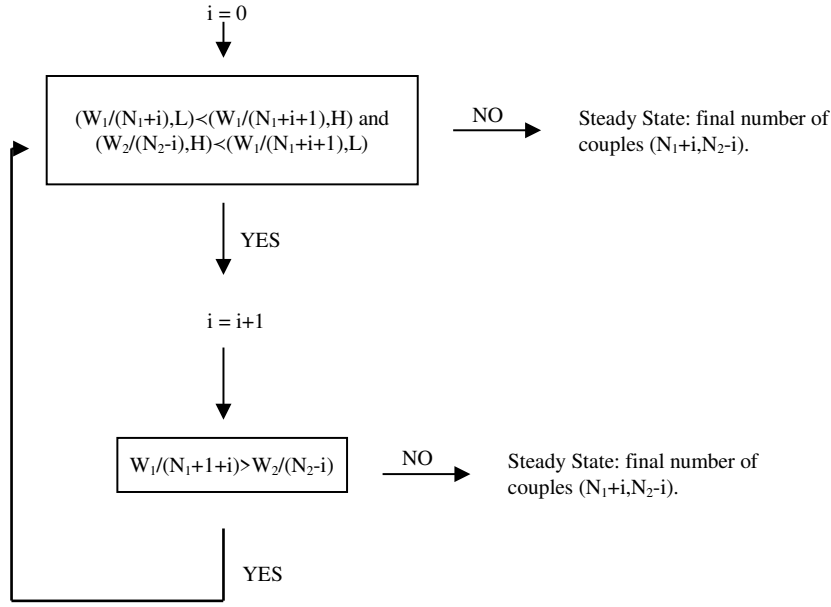 i = 0
(W₁/(N₁+i),L)≺(W₁/(N₁+i+1),H) and
(W₂/(N₂-i),H)≺(W₁/(N₁+i+1),L)
NO
Steady State: final number of
couples (N₁+i,N₂-i).
YES
i = i+1
W₁/(N₁+1+i)>W₂/(N₂-i)
NO
Steady State: final number of
couples (N₁+i,N₂-i).
YES